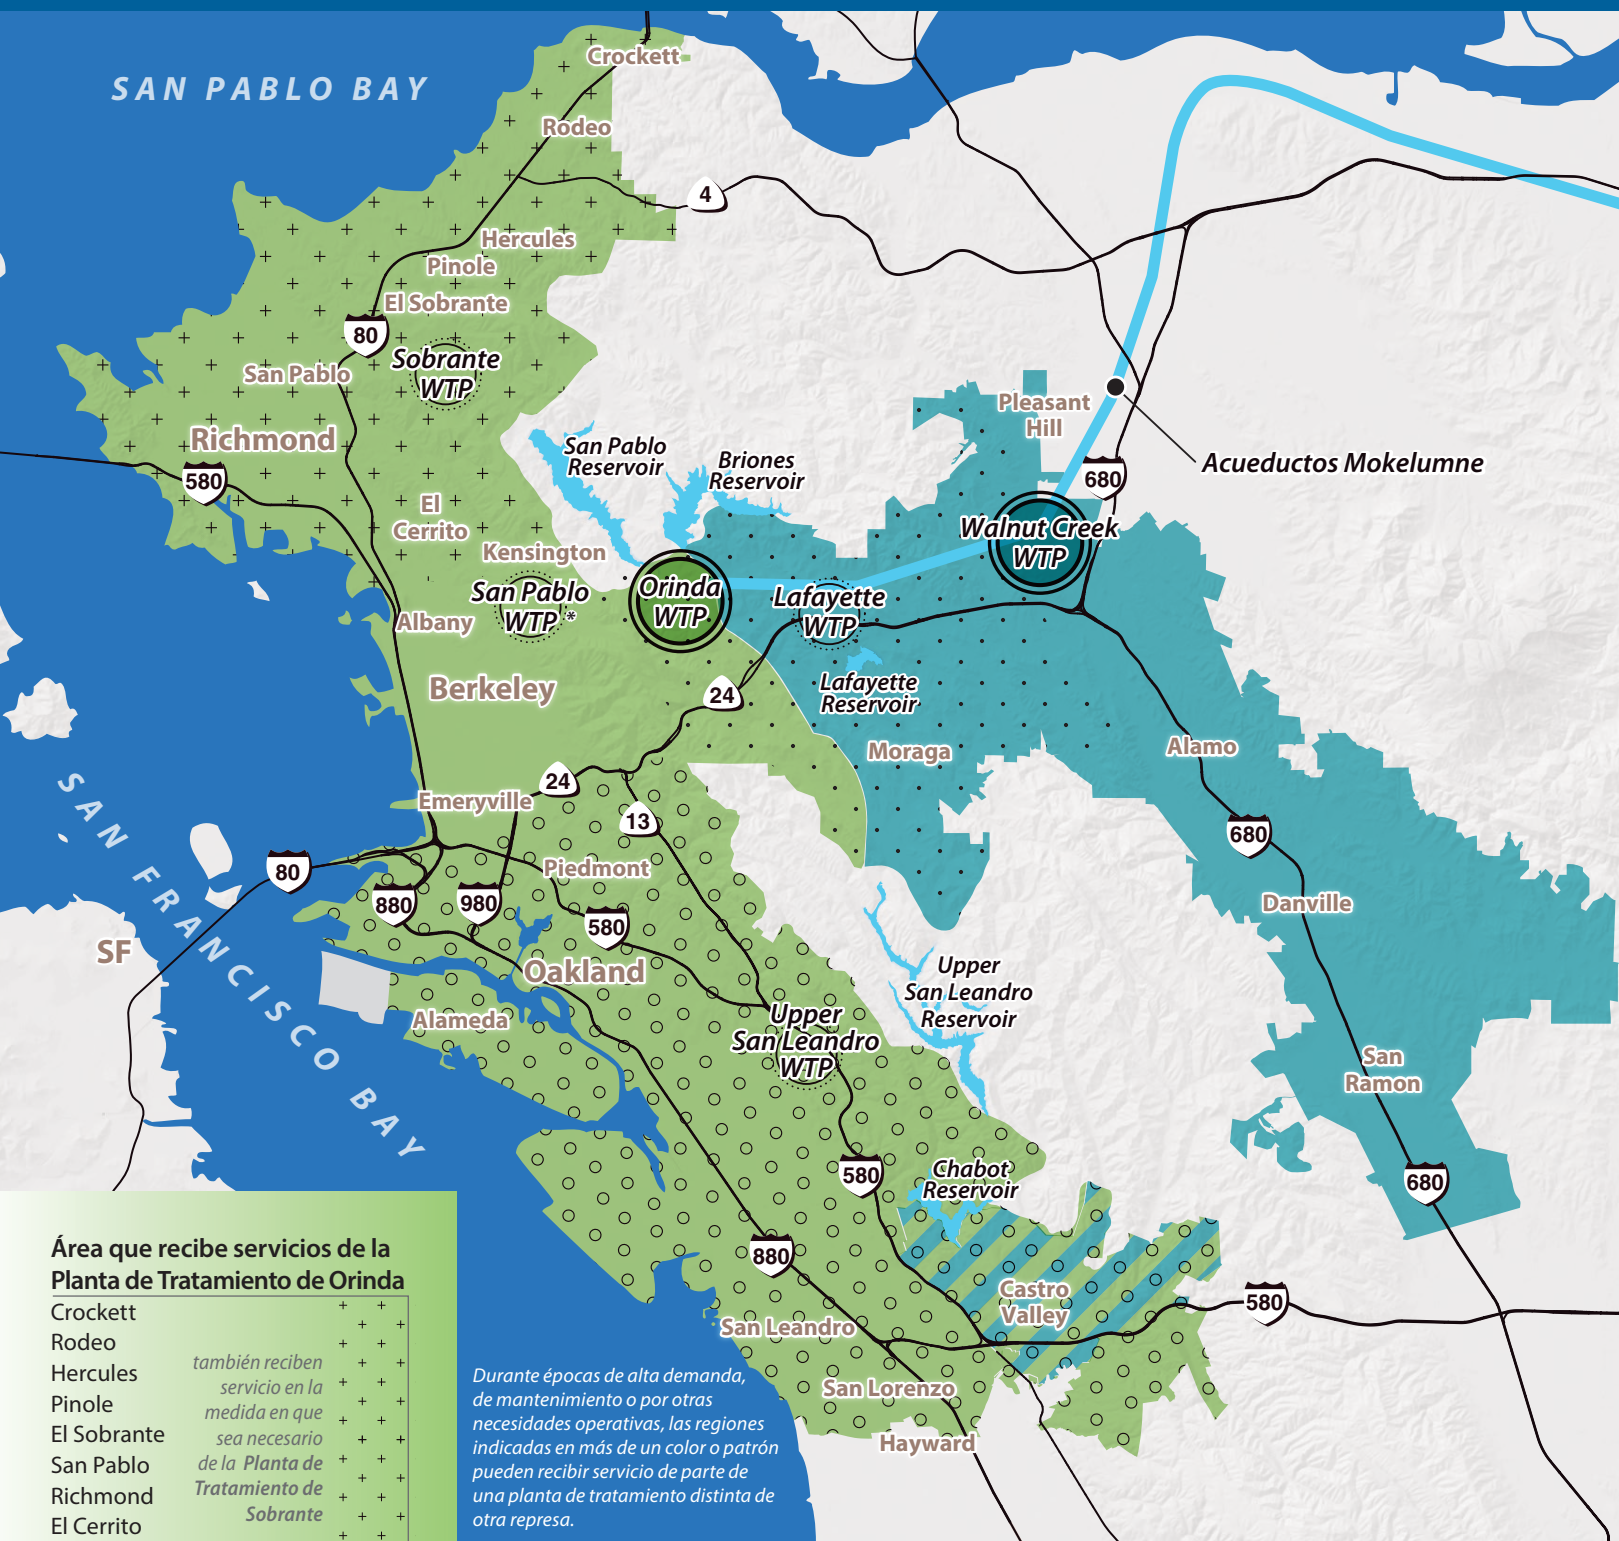 SAN PABLO BAY
Crockett
Rodeo
4
Hercules
Pinole
El Sobrante
80
Sobrante
WTP
San Pablo
Richmond
580
El
Cerrito
Kensington
San Pablo
WTP *
Albany
Berkeley
San Pablo
Reservoir
Briones
Reservoir
Orinda
WTP
Lafayette
WTP
Lafayette
Reservoir
Pleasant
Hill
680
Acueductos Mokelumne
Walnut Creek
WTP
24
Moraga
Alamo
24
Emeryville
13
680
80
Piedmont
880
980
580
Danville
SF
SAN FRANCISCO BAY
Oakland
Alameda
Upper
San Leandro
WTP
Upper
San Leandro
Reservoir
San
Ramon
580
Chabot
Reservoir
680
880
Castro
Valley
580
San Leandro
San Lorenzo
Hayward
Área que recibe servicios de la
Planta de Tratamiento de Orinda
Crockett
Rodeo
Hercules
Pinole
El Sobrante
San Pablo
Richmond
El Cerrito
también reciben
servicio en la
medida en que
sea necesario
de la Planta de
Tratamiento de
Sobrante
Durante épocas de alta demanda,
de mantenimiento o por otras
necesidades operativas, las regiones
indicadas en más de un color o patrón
pueden recibir servicio de parte de
una planta de tratamiento distinta de
otra represa.